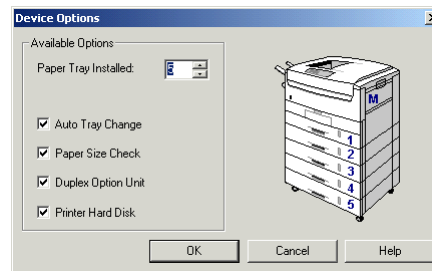 Device Options
Available Options
Paper Tray Installed: 5
Auto Tray Change
Paper Size Check
Duplex Option Unit
Printer Hard Disk
M
1
2
3
4
5
OK Cancel Help